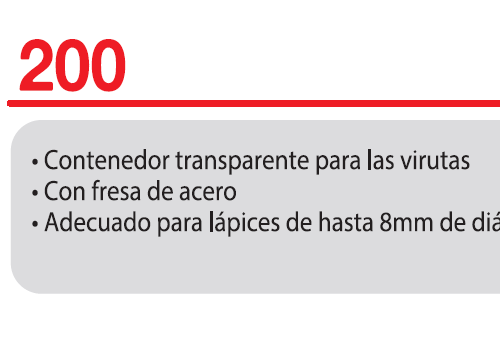 200
• Contenedor transparente para las virutas
• Con fresa de acero
• Adecuado para lápices de hasta 8mm de